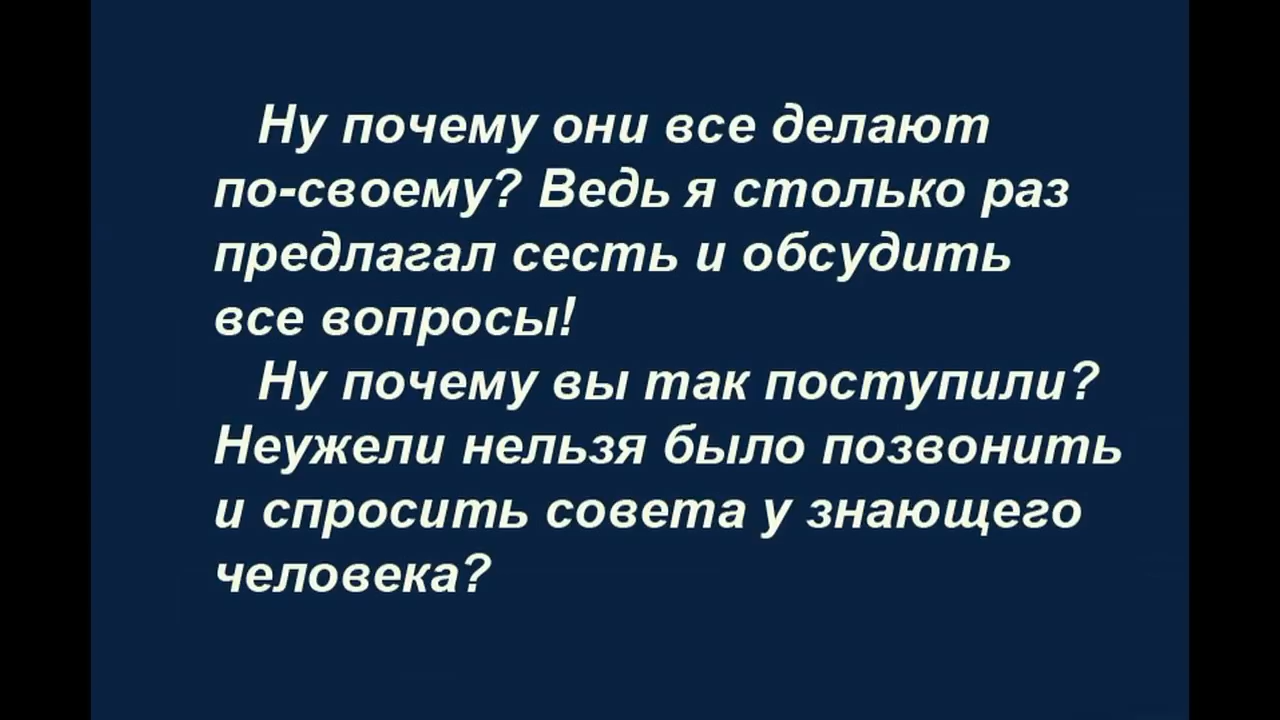 Ну почему они все делают
по-своему? Ведь я столько раз
предлагал сесть и обсудить
все вопросы!
Ну почему вы так поступили?
Неужели нельзя было позвонить
и спросить совета у знающего
человека?